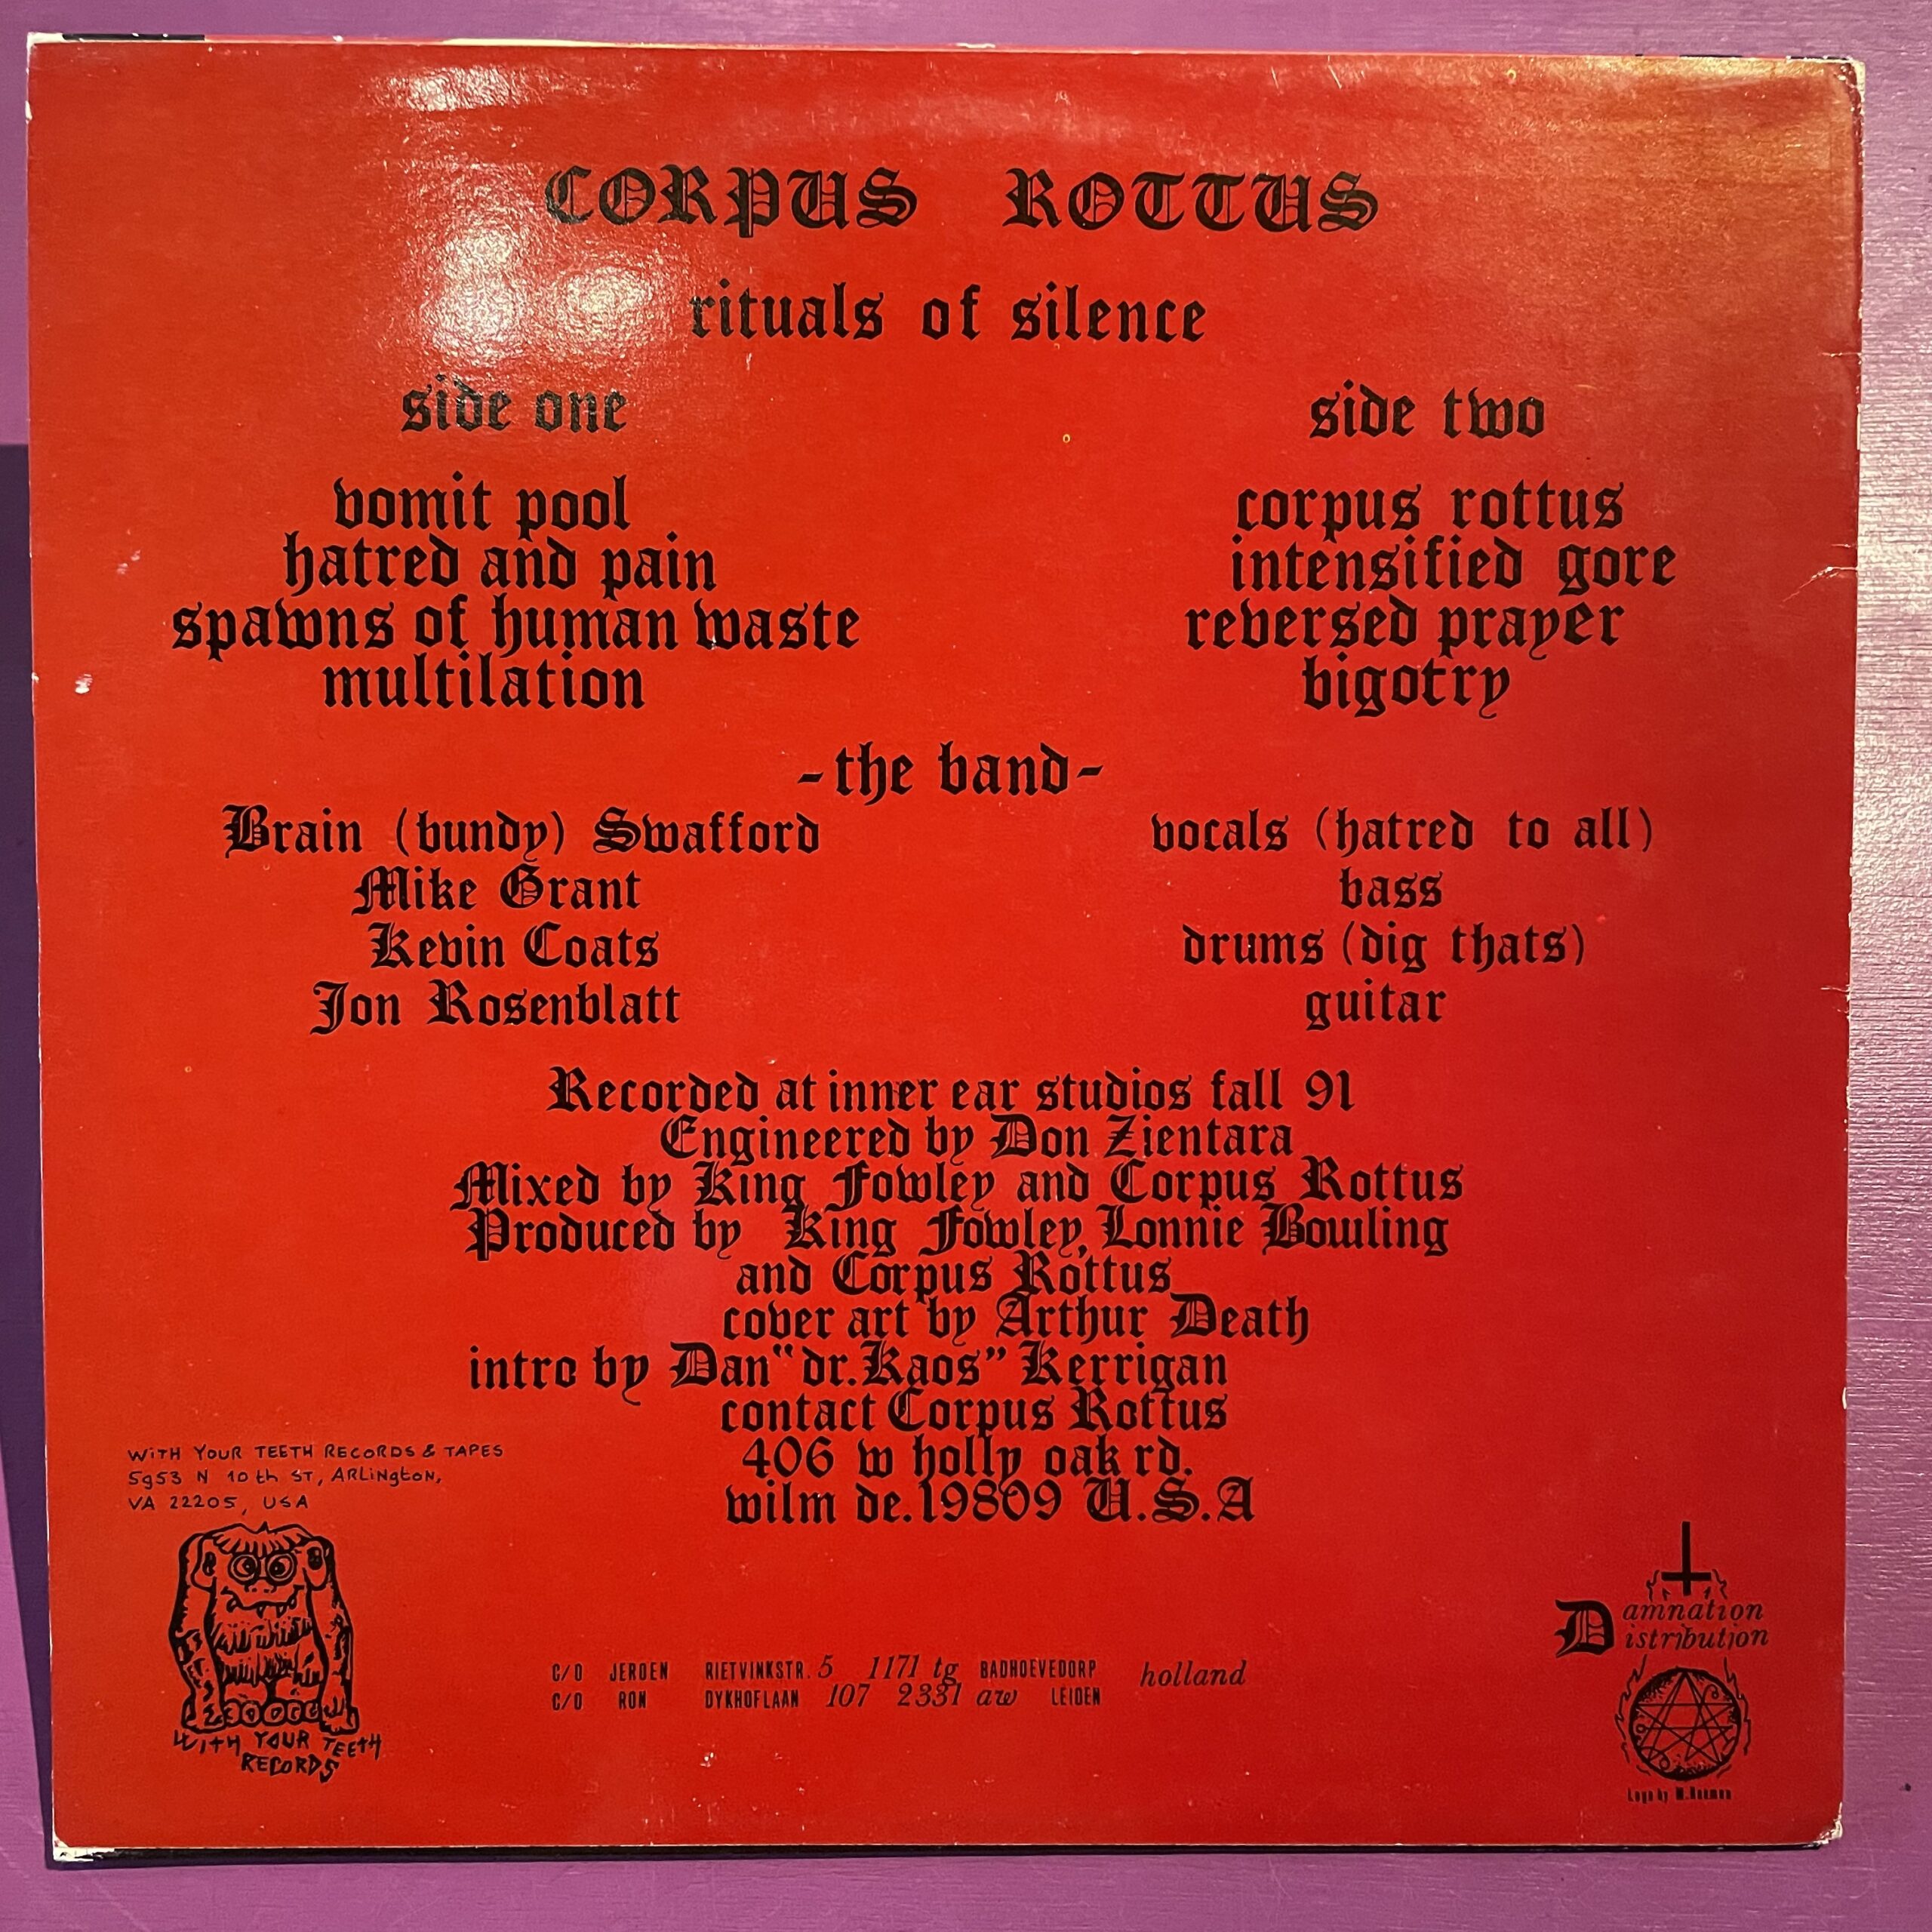 CORPUS ROTTUS
rituals of silence
side one
vomit pool
hatred and pain
spawns of human waste
multilation
side two
corpus rottus
intensified gore
reversed prayer
bigotry
-the band-
Brain (bundy) Swafford vocals (hatred to all)
Mike Grant bass
Kevin Coats drums (dig thats)
Jon Rosenblatt guitar
Recorded at inner ear studios fall 91
Engineered by Don Zientara
Mixed by King Fowley and Corpus Rottus
Produced by King Fowley, Lonnie Bowling
and Corpus Rottus
cover art by Arthur Death
intro by Dan "dr.Kaos" Kerrigan
contact Corpus Rottus
406 w holly oak rd.
wilm de.19809 U.S.A
WITH YOUR TEETH RECORDS & TAPES
5953 N 10th ST, ARLINGTON,
VA 22205, USA
WITH YOUR TEETH
RECORDS
C/O JEROEN RIETVINKSTR. 5 1171 tg BADHOEVEDORP holland
C/O RON DYKHOFLAAN 107 2331 aw LEIDEN
Damnation
Distribution
Logo by